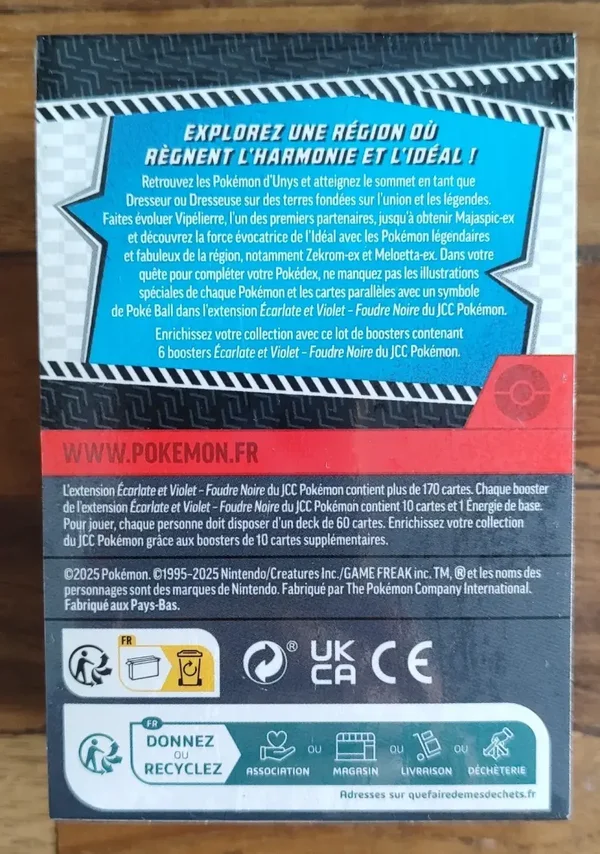 EXPLOREZ UNE RÉGION OÙ
RÈGNENT L'HARMONIE ET L'IDÉAL !
Retrouvez les Pokémon d'Unys et atteignez le sommet en tant que
Dresseur ou Dresseuse sur des terres fondées sur l'union et les légendes.
Faites évoluer Vipélierre, l'un des premiers partenaires, jusqu'à obtenir Majaspic-ex
et découvrez la force évocatrice de l'Idéal avec les Pokémon légendaires
et fabuleux de la région, notamment Zekrom-ex et Meloetta-ex. Dans votre
quête pour compléter votre Pokédex, ne manquez pas les illustrations
spéciales de chaque Pokémon et les cartes parallèles avec un symbole
de Poké Ball dans l'extension Écarlate et Violet – Foudre Noire du JCC Pokémon.
Enrichissez votre collection avec ce lot de boosters contenant
6 boosters Écarlate et Violet – Foudre Noire du JCC Pokémon.
WWW.POKEMON.FR
L'extension Écarlate et Violet – Foudre Noire du JCC Pokémon contient plus de 170 cartes. Chaque booster
de l'extension Écarlate et Violet – Foudre Noire du JCC Pokémon contient 10 cartes et 1 Énergie de base.
Pour jouer, chaque personne doit disposer d'un deck de 60 cartes. Enrichissez votre collection
du JCC Pokémon grâce aux boosters de 10 cartes supplémentaires.
©2025 Pokémon. ©1995–2025 Nintendo/Creatures Inc./GAME FREAK inc. TM, ® et les noms des
personnages sont des marques de Nintendo. Fabriqué par The Pokémon Company International.
Fabriqué aux Pays-Bas.
FR
® UK
CA CE
FR
DONNEZ
OU
RECYCLEZ
ASSOCIATION OU MAGASIN OU LIVRAISON OU DÉCHÈTERIE
Adresses sur quefairedemesdechets.fr